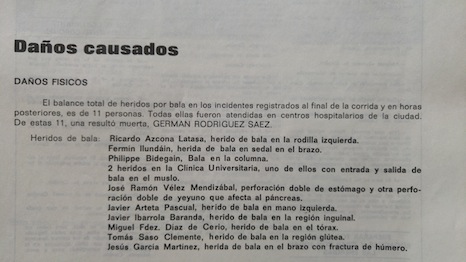 Daños causados
DAÑOS FISICOS
El balance total de heridos por bala en los incidentes registrados al final de la corrida y en horas
posteriores, es de 11 personas. Todas ellas fueron atendidas en centros hospitalarios de la ciudad.
De estas 11, una resultó muerta, GERMAN RODRIGUEZ SAEZ.
Heridos de bala: Ricardo Azcona Latasa, herido de bala en la rodilla izquierda.
Fermín Ilundáin, herida de bala en sedal en el brazo.
Philippe Bidegain, Bala en la columna.
2 heridos en la Clínica Universitaria, uno de ellos con entrada y salida
de bala en el muslo.
José Ramón Vélez Mendizábal, perforación doble de estómago y otra perfo-
ración doble de yeyuno que afecta al páncreas.
Javier Arteta Pascual, herido de bala en mano izquierda.
Javier Ibarrola Baranda, herido de bala en la región inguinal.
Miguel Fdez. Díaz de Cerio, herido de bala en el tórax.
Tomás Saso Clemente, herido de bala en la región glútea.
Jesús García Martínez, herida de bala en el brazo con fractura de húmero.